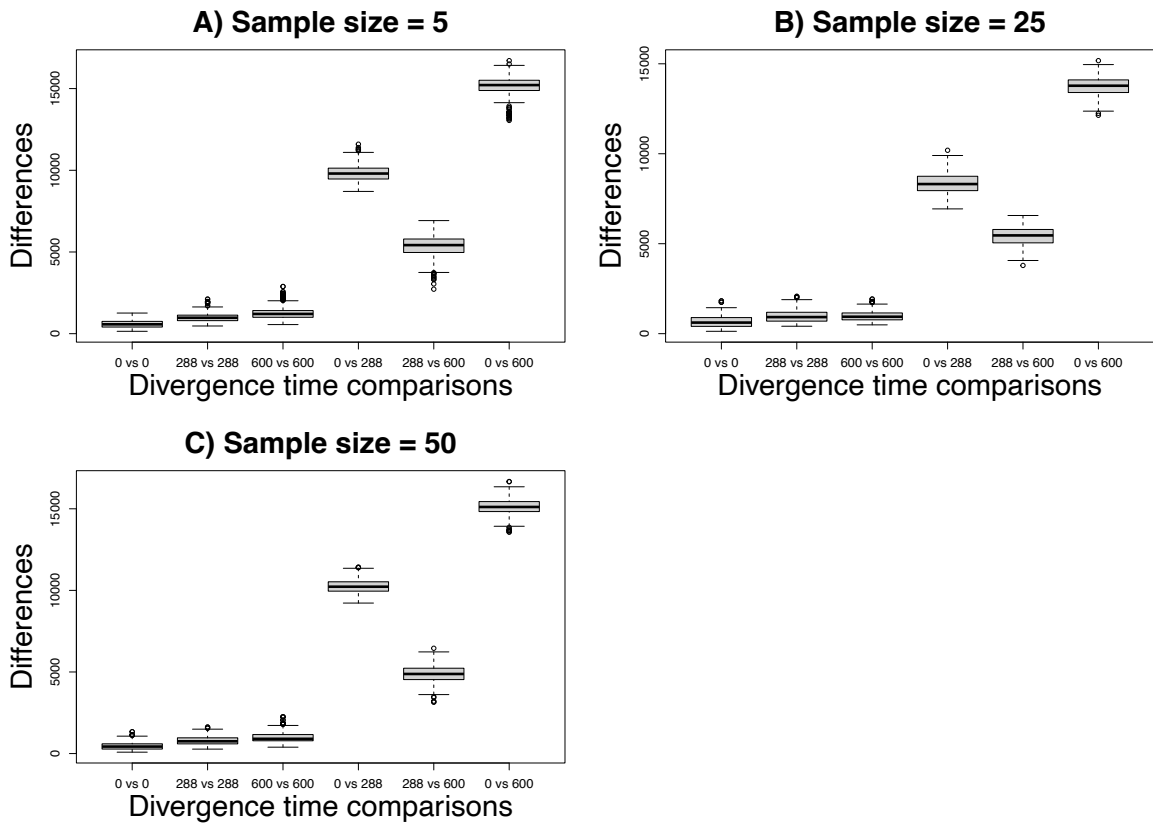 A) Sample size = 5
Differences
15000
10000
5000
0
0 vs 0 288 vs 288 600 vs 600 0 vs 288 288 vs 600 0 vs 600
Divergence time comparisons
B) Sample size = 25
Differences
15000
10000
5000
0
0 vs 0 288 vs 288 600 vs 600 0 vs 288 288 vs 600 0 vs 600
Divergence time comparisons
C) Sample size = 50
Differences
15000
10000
5000
0
0 vs 0 288 vs 288 600 vs 600 0 vs 288 288 vs 600 0 vs 600
Divergence time comparisons